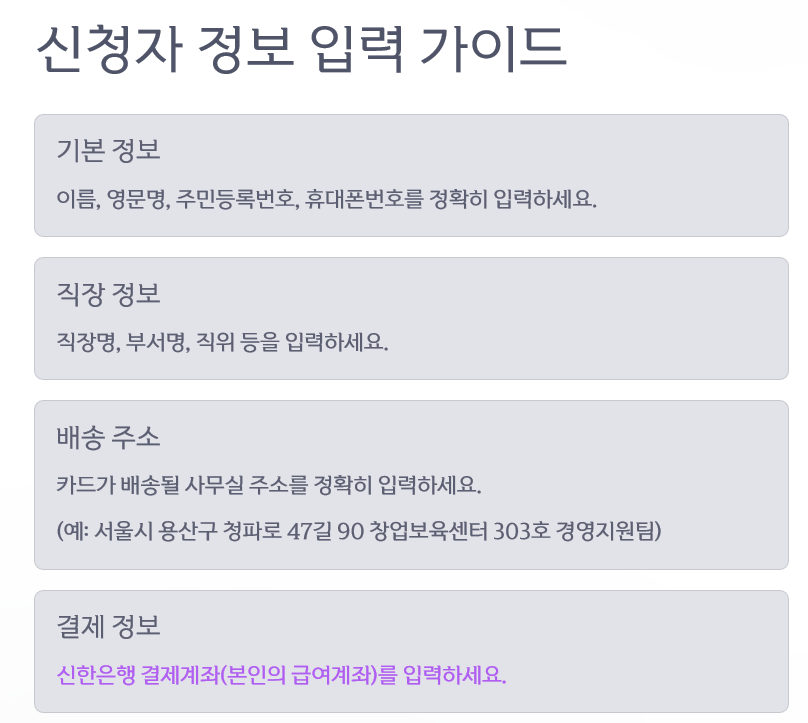 신청자 정보 입력 가이드
기본 정보
이름, 영문명, 주민등록번호, 휴대폰번호를 정확히 입력하세요.
직장 정보
직장명, 부서명, 직위 등을 입력하세요.
배송 주소
카드가 배송될 사무실 주소를 정확히 입력하세요.
(예: 서울시 용산구 청파로 47길 90 창업보육센터 303호 경영지원팀)
결제 정보
신한은행 결제계좌(본인의 급여계좌)를 입력하세요.